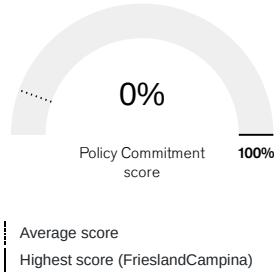 0%
Policy Commitment
score
100%
Average score
Highest score (FrieslandCampina)